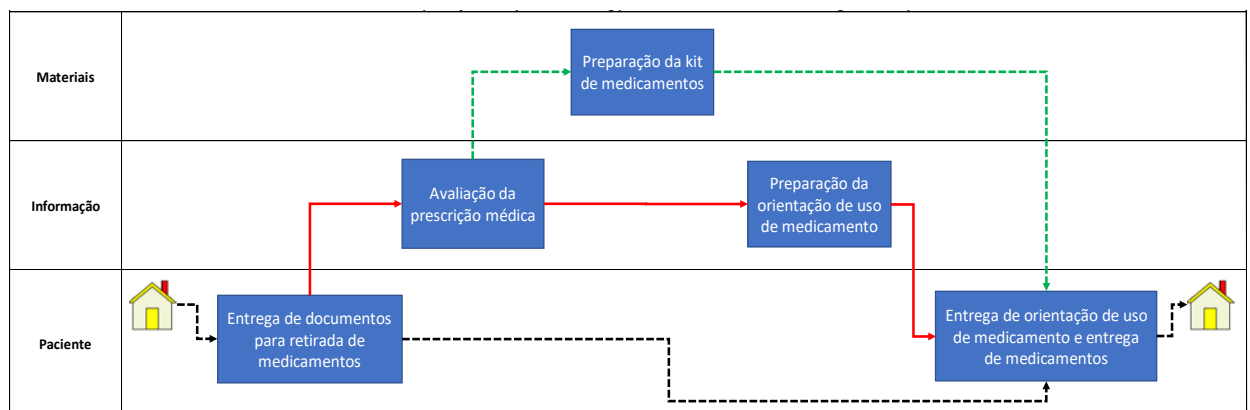 Materiais
Preparação da kit
de medicamentos
Informação
Avaliação da
prescrição médica
Preparação da
orientação de uso
de medicamento
Paciente
Entrega de documentos
para retirada de
medicamentos
Entrega de orientação de uso
de medicamento e entrega
de medicamentos